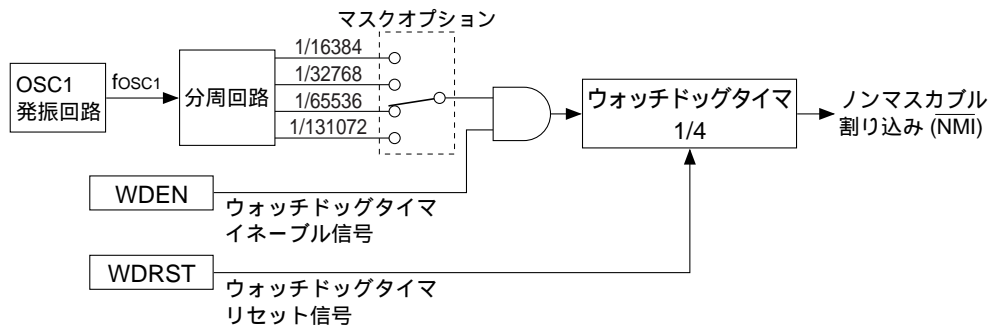 マスクオプション
OSC1
発振回路
fOSC1
分周回路
1/16384
1/32768
1/65536
1/131072
ウォッチドッグタイマ
1/4
ノンマスカブル
割り込み (NMI)
WDEN
ウォッチドッグタイマ
イネーブル信号
WDRST
ウォッチドッグタイマ
リセット信号